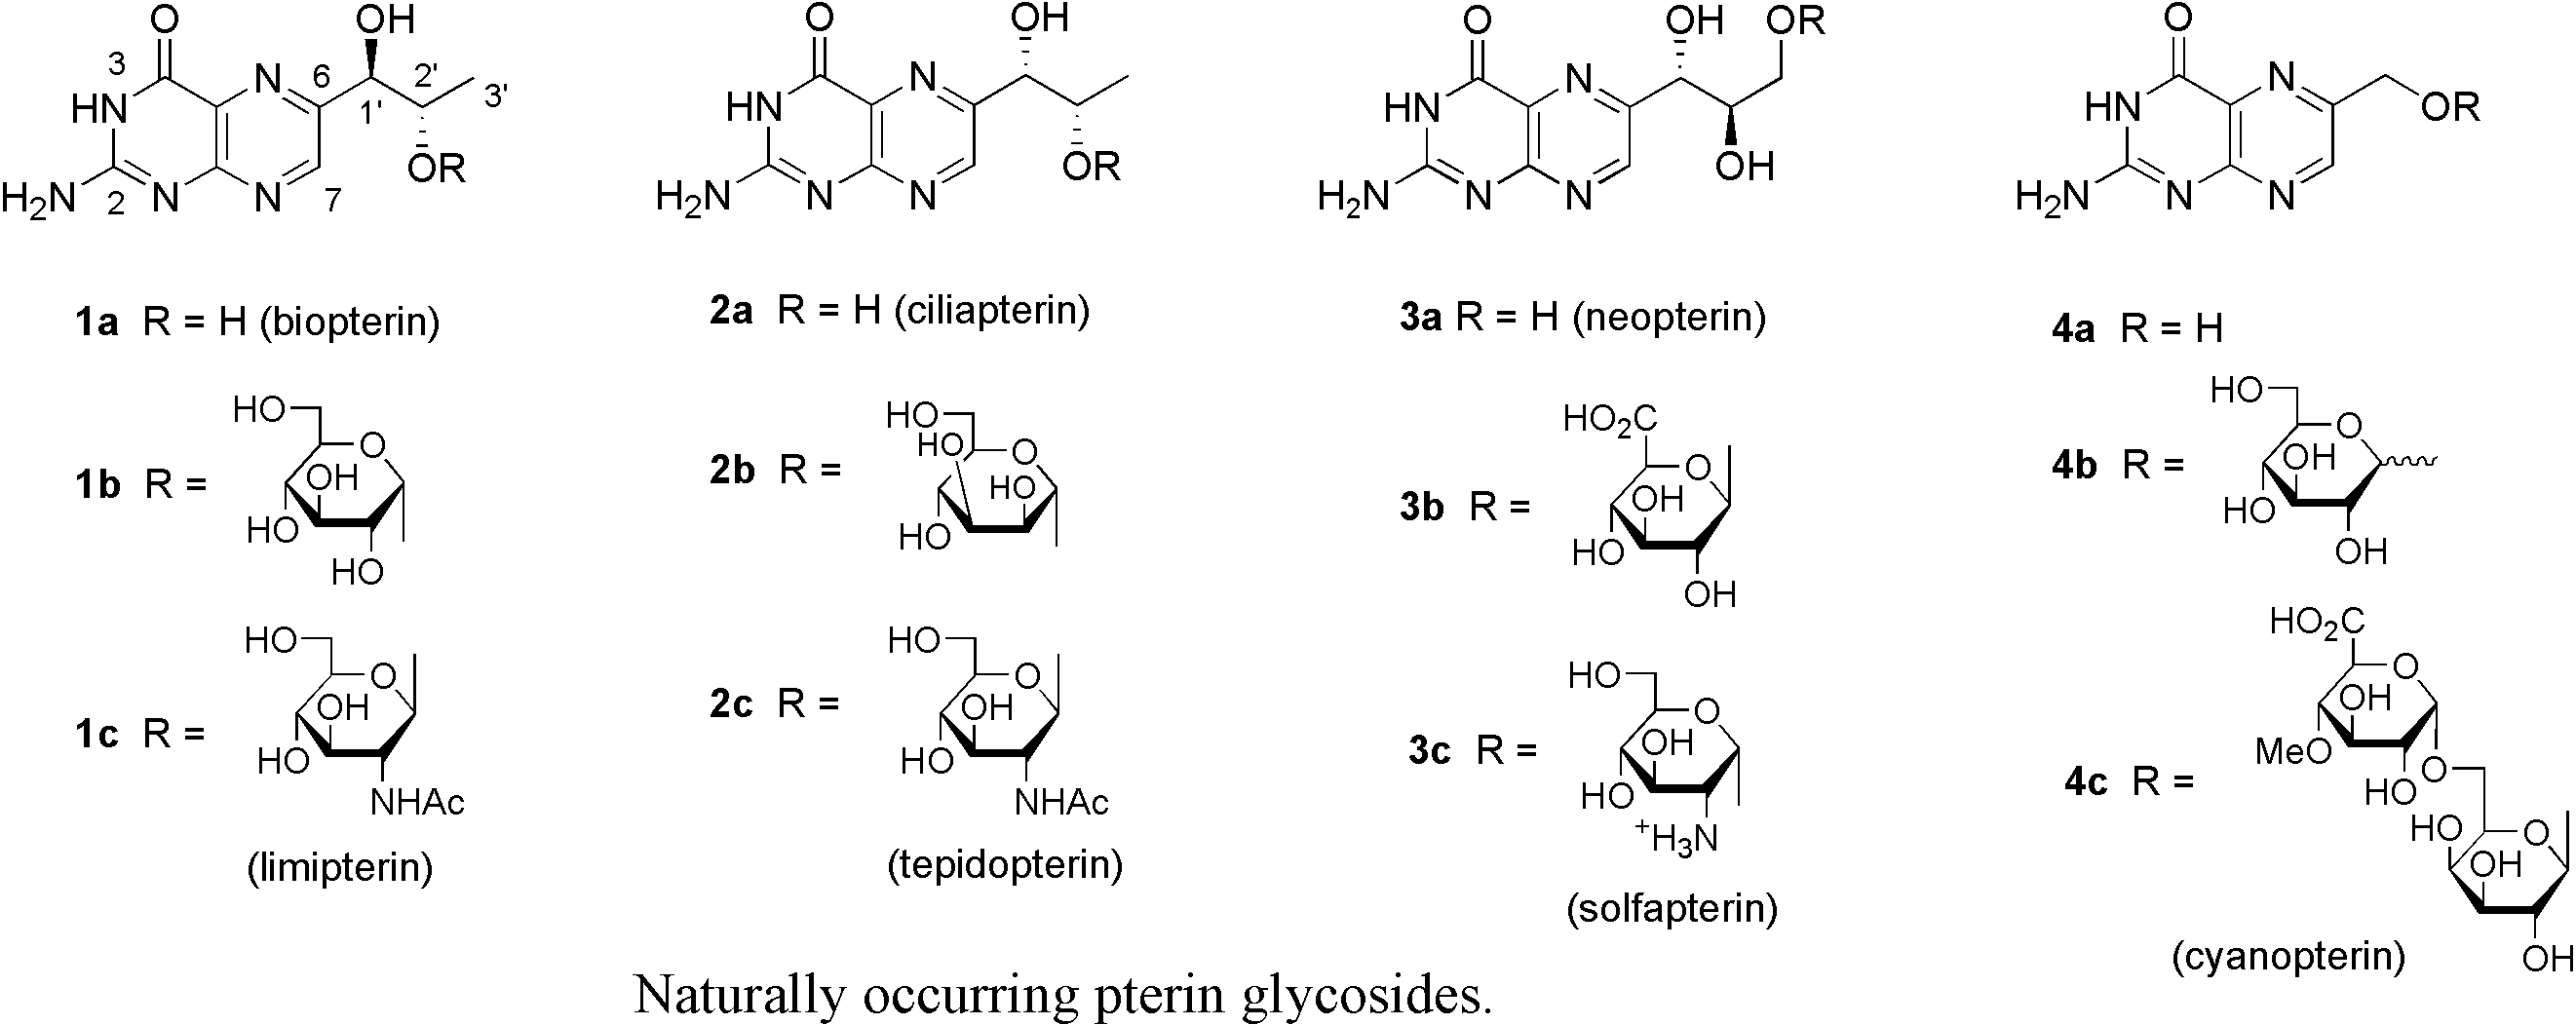 O OH
3 N 6 2'
HN 1' 3'
OR
H2N 2 N N 7
O OH
HN N
OR
H2N N N
O OH OR
HN N
OH
H2N N N
O
HN N OR
H2N N N
1a R = H (biopterin)
2a R = H (ciliapterin)
3a R = H (neopterin)
4a R = H
HO
O
1b R = OH
HO
OH
HO
HO O
2b R = HO
HO
HO2C
O
3b R = OH
HO
OH
HO
O
4b R = OH
HO
OH
HO
O
1c R = OH
HO
NHAc
(limipterin)
HO
O
2c R = OH
HO
NHAc
(tepidopterin)
HO
O
3c R = OH
HO
+H3N
(solfapterin)
HO2C
O
OH
MeO
4c R = HO O
HO O
OH
OH
(cyanopterin)
Naturally occurring pterin glycosides.